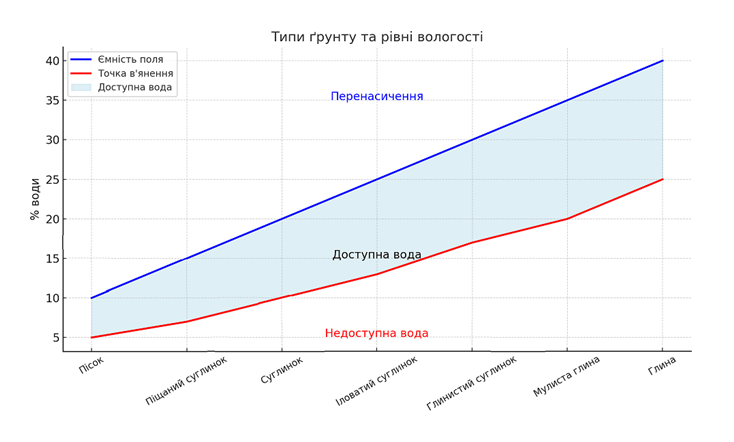 Типи ґрунту та рівні вологості
Ємність поля
Точка в'янення
Доступна вода
40
35
30
25
20
15
10
5
% води
Перенасичення
Доступна вода
Недоступна вода
Пісок
Піщаний суглинок
Суглинок
Іловатий суглинок
Глинистий суглинок
Мулиста глина
Глина